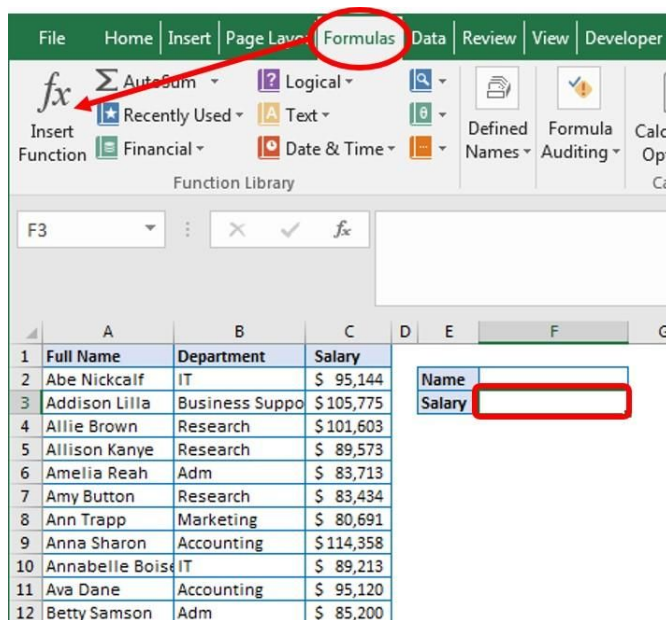 File Home Insert Page Layou Formulas Data Review View Developer
fx Insert Function
Σ AutoSum
Recently Used
Financial
? Logical
A Text
Date & Time
θ
Function Library
Defined Names
Formula Auditing
Calc
Op
Ca
F3 fx
A B C D E F G
1 Full Name Department Salary
2 Abe Nickcalf IT $ 95,144 Name
3 Addison Lilla Business Suppo $105,775 Salary
4 Allie Brown Research $101,603
5 Allison Kanye Research $ 89,573
6 Amelia Reah Adm $ 83,713
7 Amy Button Research $ 83,434
8 Ann Trapp Marketing $ 80,691
9 Anna Sharon Accounting $114,358
10 Annabelle Boise IT $ 89,213
11 Ava Dane Accounting $ 95,120
12 Betty Samson Adm $ 85,200